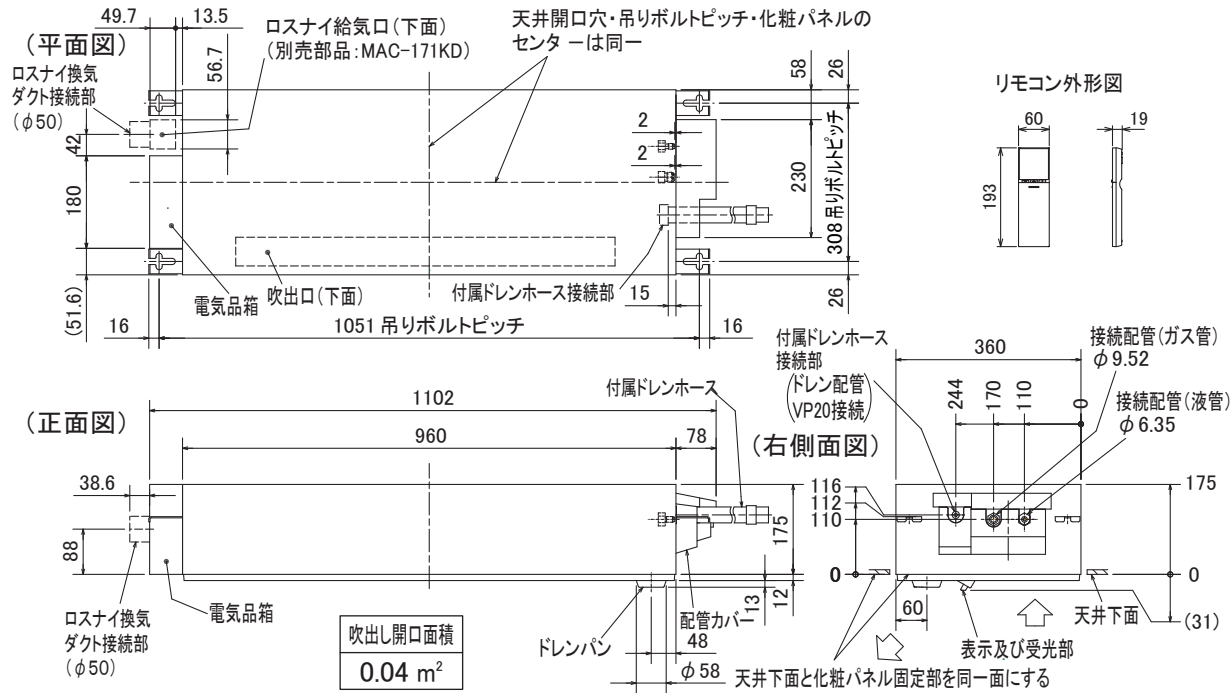 49.7
13.5
ロスナイ給気口(下面)
(別売部品:MAC-171KD)
天井開口穴・吊りボルトピッチ・化粧パネルの
センターは同一
(平面図)
ロスナイ換気
ダクト接続部
(φ50)
56.7
42
180
(51.6)
58
26
2
2
230
308 吊りボルトピッチ
26
電気品箱
吹出口(下面)
付属ドレンホース接続部
15
16
1051 吊りボルトピッチ
16
リモコン外形図
60
19
193
(正面図)
1102
付属ドレンホース
960
78
38.6
88
175
13
12
ロスナイ換気
ダクト接続部
(φ50)
電気品箱
吹出し開口面積
0.04 m²
ドレンパン
配管カバー
48
φ58
(右側面図)
付属ドレンホース
接続部
(ドレン配管
VP20接続)
360
接続配管(ガス管)
φ9.52
接続配管(液管)
φ6.35
244
170
110
0
116
112
110
0
175
0
(31)
60
天井下面
表示及び受光部
天井下面と化粧パネル固定部を同一面にする